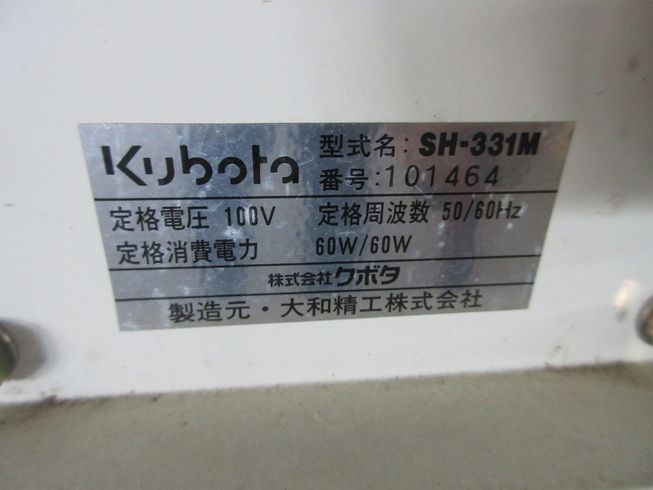 Kubota 型式名: SH-331M
番号:101464
定格電圧 100V 定格周波数 50/60Hz
定格消費電力 60W/60W
株式会社クボタ
製造元・大和精工株式会社